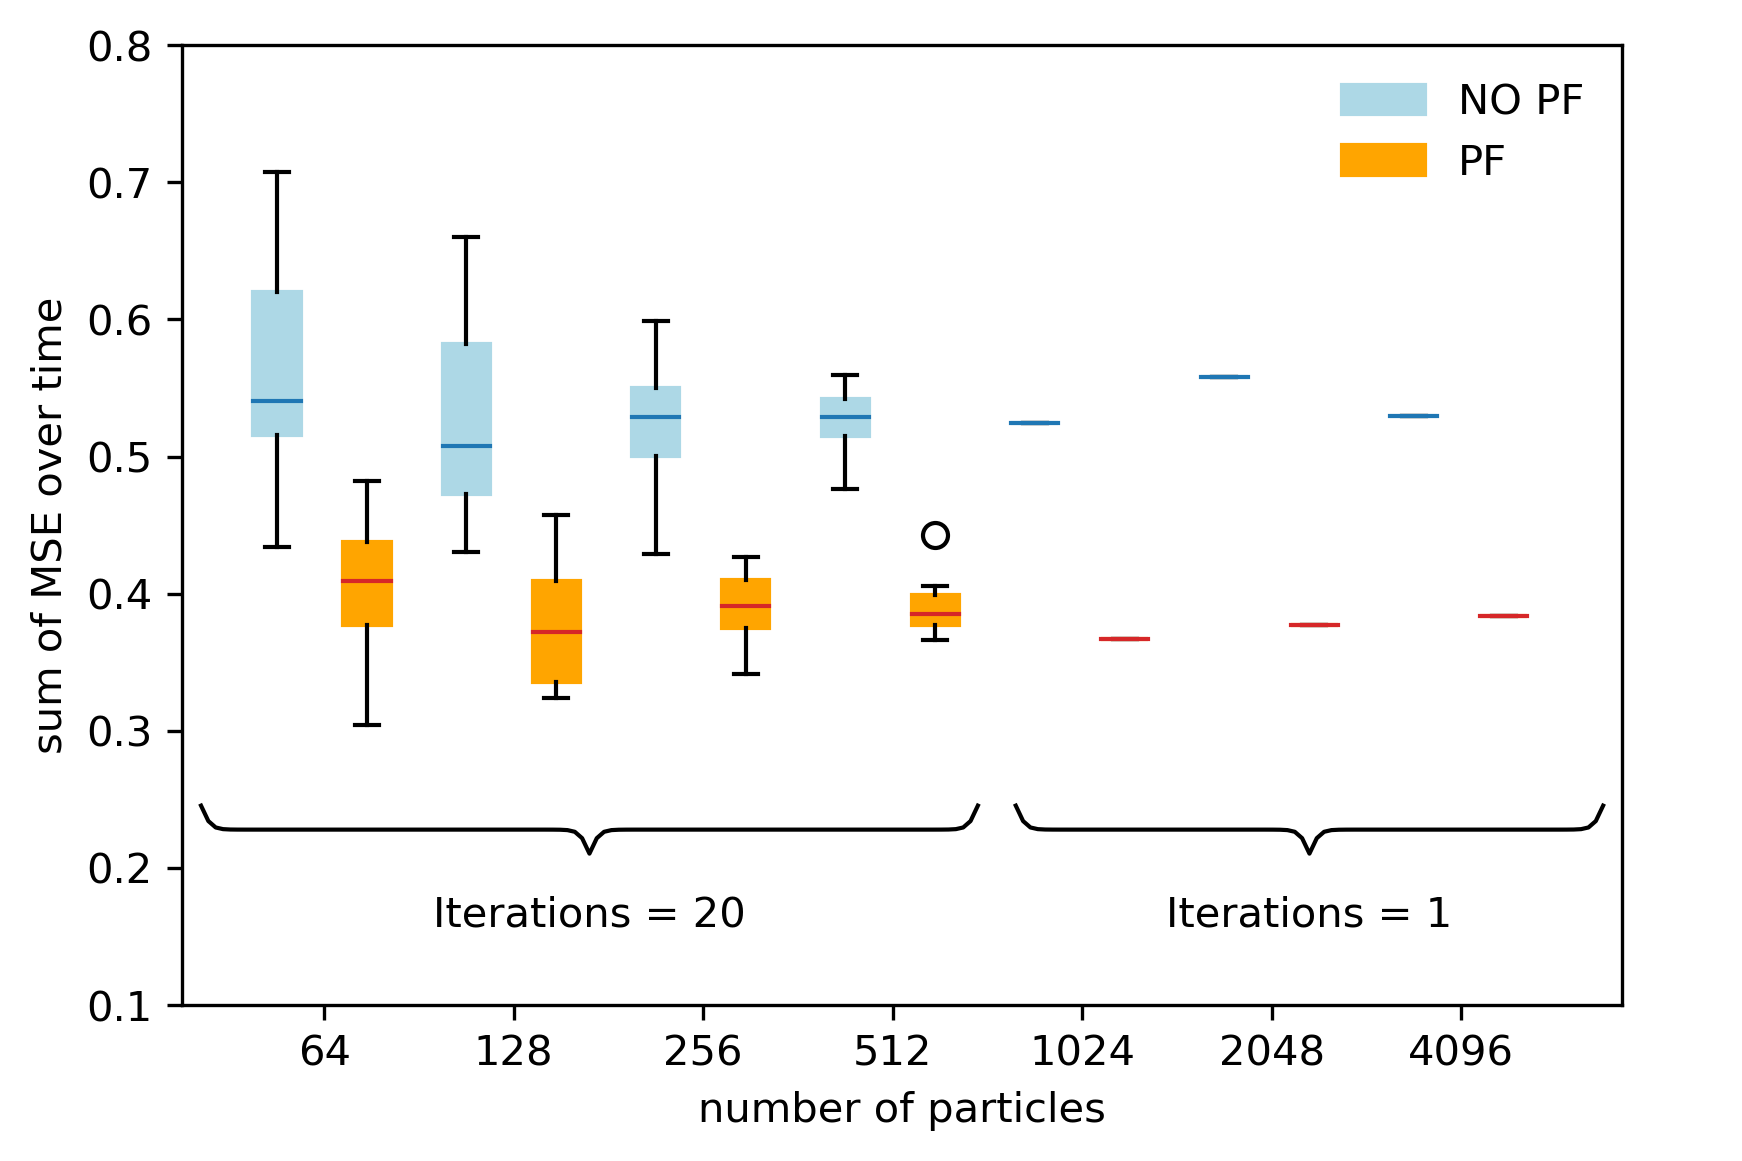 0.8
0.7
0.6
0.5
0.4
0.3
0.2
0.1
sum of MSE over time
NO PF
PF
Iterations = 20
Iterations = 1
64 128 256 512 1024 2048 4096
number of particles